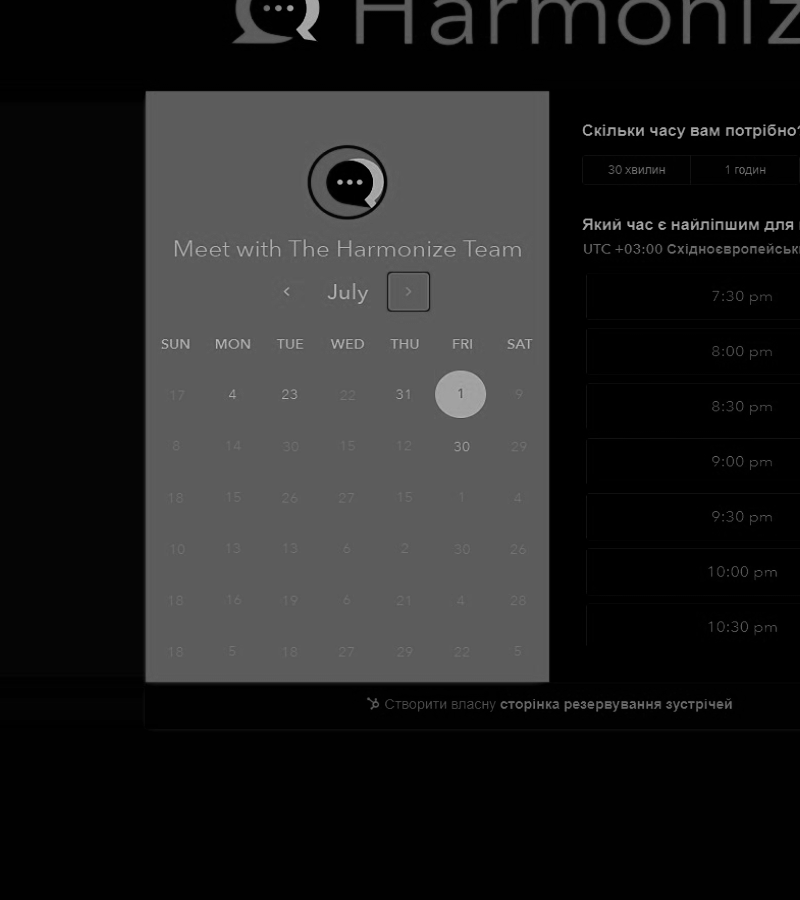 Harmoniz
Meet with The Harmonize Team
July
SUN MON TUE WED THU FRI SAT
17 4 23 22 31 1 9
8 14 30 15 12 30 29
18 15 26 27 15 1 4
10 13 13 6 2 30 26
18 16 19 6 21 4 28
18 5 18 27 29 22 5
Скільки часу вам потрібно?
30 хвилин 1 годин
Який час є найліпшим для
UTC +03:00 Східноєвропейськ
7:30 pm
8:00 pm
8:30 pm
9:00 pm
9:30 pm
10:00 pm
10:30 pm
Створити власну сторінка резервування зустрічей